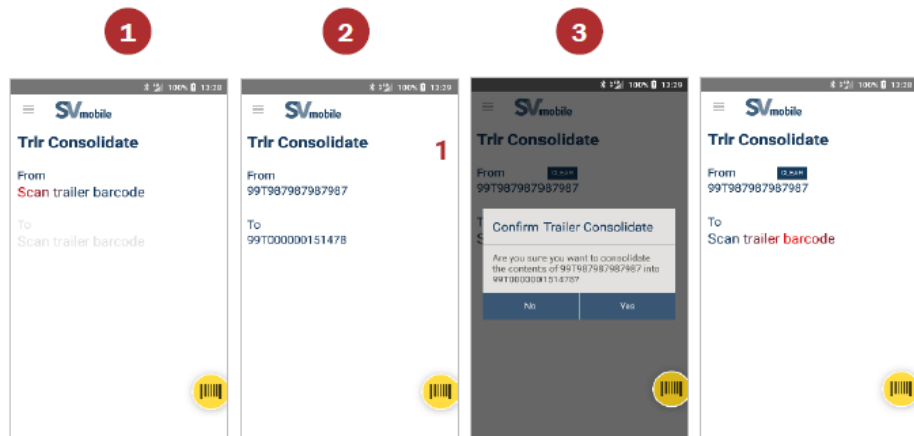 1
2
3
100% 13:28
SVmobile
Trlr Consolidate
From
Scan trailer barcode
To
Scan trailer barcode
100% 13:29
SVmobile
Trlr Consolidate
1
From
99T987987987987
To
99T000000151478
100% 13:29
SVmobile
Trlr Consolidate
From CLEAR
99T987987987987
Confirm Trailer Consolidate
Are you sure you want to consolidate
the contents of 99T987987987987 into
99T000000151478?
No Yes
100% 13:28
SVmobile
Trlr Consolidate
From CLEAR
99T987987987987
To
Scan trailer barcode